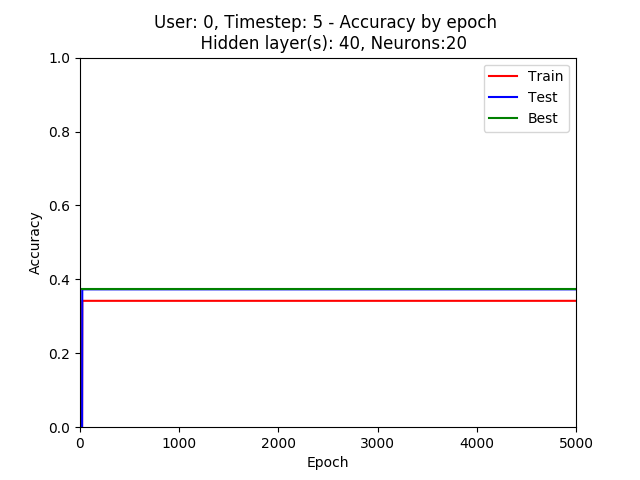 User: 0, Timestep: 5 - Accuracy by epoch
Hidden layer(s): 40, Neurons:20
1.0
Train
Test
Best
0.8
0.6
Accuracy
0.4
0.2
0.0
0 1000 2000 3000 4000 5000
Epoch